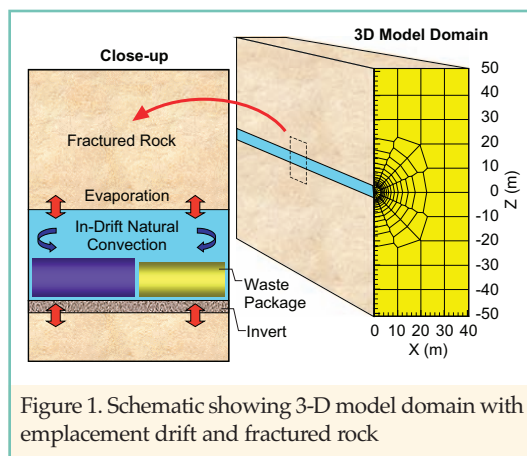 Close-up
3D Model Domain
Fractured Rock
Evaporation
In-Drift Natural
Convection
Waste
Package
Invert
50
40
30
20
10
0
-10
-20
-30
-40
-50
Z (m)
0 10 20 30 40
X (m)
Figure 1. Schematic showing 3-D model domain with
emplacement drift and fractured rock